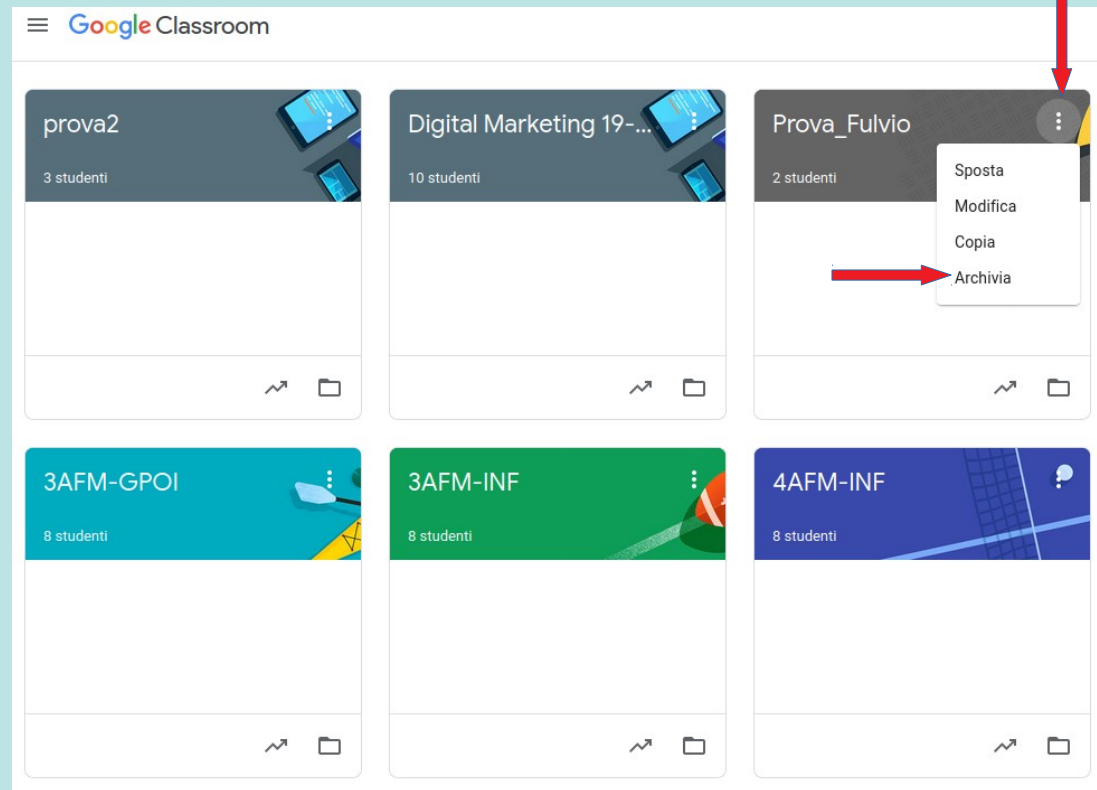 Google Classroom
prova2
3 studenti
Digital Marketing 19-...
10 studenti
Prova_Fulvio
2 studenti
Sposta
Modifica
Copia
Archivia
3AFM-GPOI
8 studenti
3AFM-INF
8 studenti
4AFM-INF
8 studenti